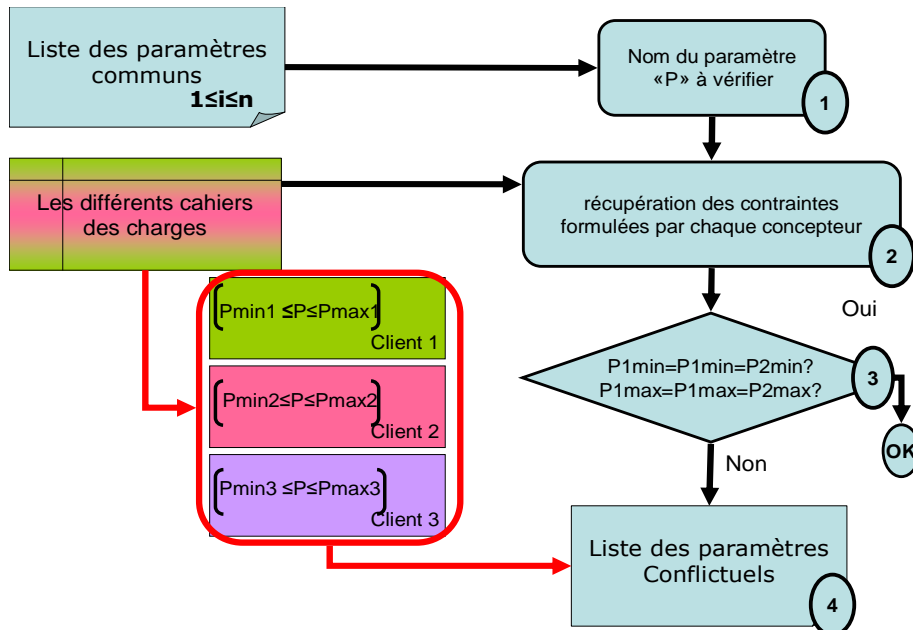 Liste des paramètres
communs
1≤i≤n
Nom du paramètre
«P» à vérifier
1
Les différents cahiers
des charges
récupération des contraintes
formulées par chaque concepteur
2
Pmin1 ≤P≤Pmax1
Client 1
Pmin2≤P≤Pmax2
Client 2
Pmin3 ≤P≤Pmax3
Client 3
Oui
P1min=P1min=P2min?
P1max=P1max=P2max?
3
OK
Non
Liste des paramètres
Conflictuels
4